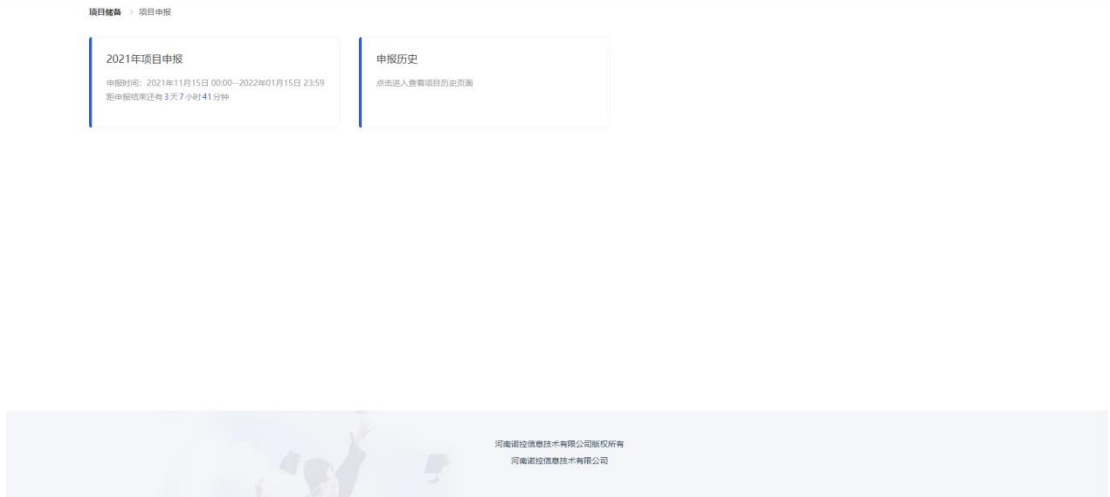 项目储备 > 项目申报
2021年项目申报
申报时间：2021年11月15日 00:00--2022年01月15日 23:59
距申报结束还有3天7小时41分钟
申报历史
点击进入查看项目历史页面
河南诺控信息技术有限公司版权所有
河南诺控信息技术有限公司